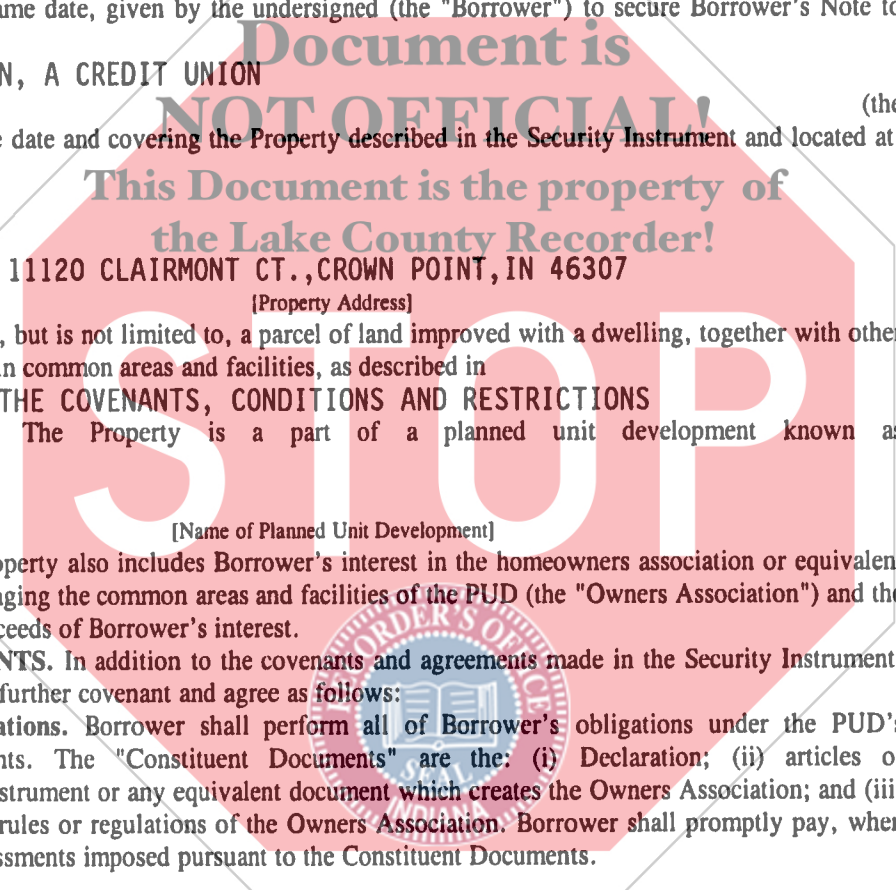 ame date, given by the undersigned (the "Borrower") to secure Borrower's Note to
Document is
N, A CREDIT UNION
NOT OFFICIAL!
(the
e date and covering the Property described in the Security Instrument and located at
This Document is the property of
the Lake County Recorder!
11120 CLAIRMONT CT.,CROWN POINT,IN 46307
[Property Address]
, but is not limited to, a parcel of land improved with a dwelling, together with other
in common areas and facilities, as described in
THE COVENANTS, CONDITIONS AND RESTRICTIONS
The Property is a part of a planned unit development known as
STOP
[Name of Planned Unit Development]
operty also includes Borrower's interest in the homeowners association or equivalen
aging the common areas and facilities of the PUD (the "Owners Association") and the
ceeds of Borrower's interest.
NTS. In addition to the covenants and agreements made in the Security Instrument
further covenant and agree as follows:
ations. Borrower shall perform all of Borrower's obligations under the PUD's
nts. The "Constituent Documents" are the: (i) Declaration; (ii) articles o
strument or any equivalent document which creates the Owners Association; and (iii
rules or regulations of the Owners Association. Borrower shall promptly pay, when
ssments imposed pursuant to the Constituent Documents.
RECORDER'S OFFICE
SEAL
INDIANA